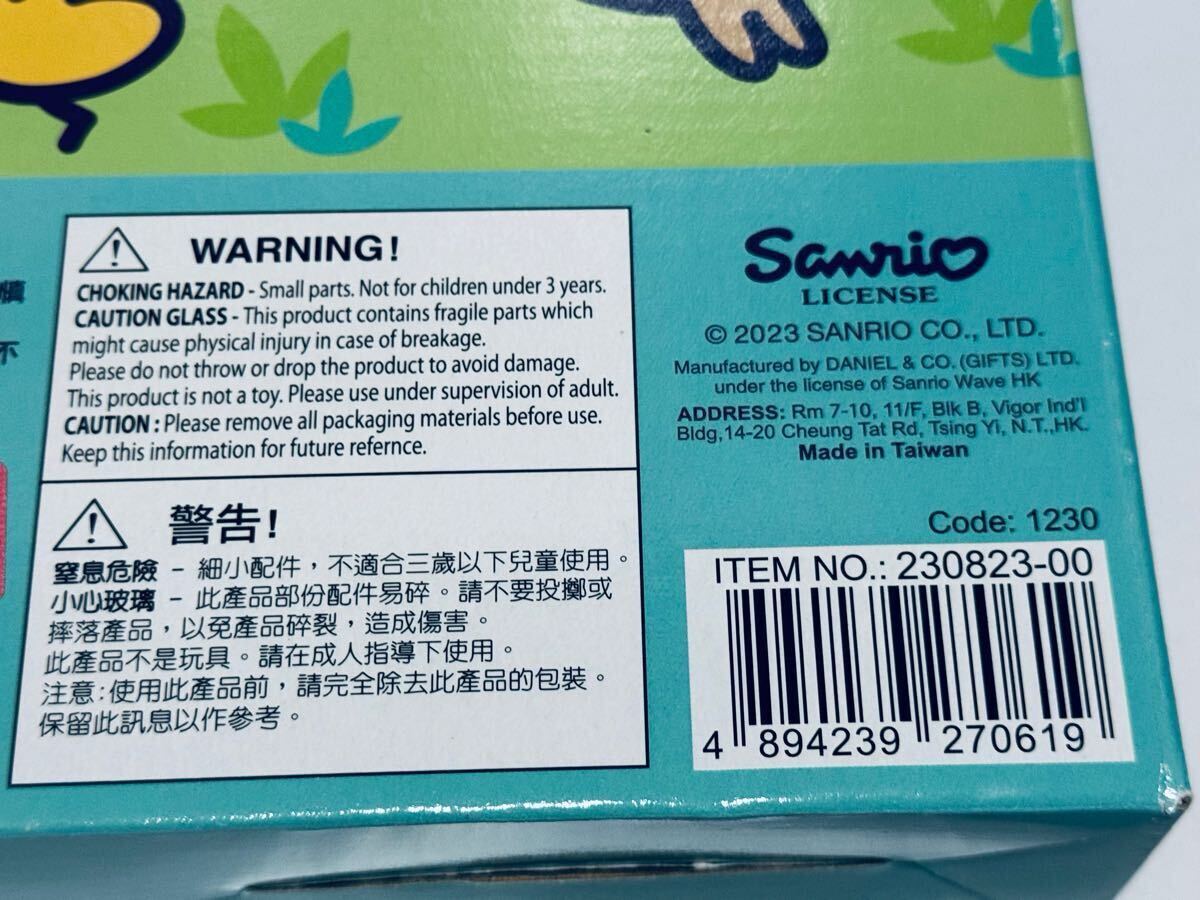 WARNING!
CHOKING HAZARD - Small parts. Not for children under 3 years.
CAUTION GLASS - This product contains fragile parts which
might cause physical injury in case of breakage.
Please do not throw or drop the product to avoid damage.
This product is not a toy. Please use under supervision of adult.
CAUTION : Please remove all packaging materials before use.
Keep this information for future refernce.
警告!
窒息危險 - 細小配件，不適合三歲以下兒童使用。
小心玻璃 - 此產品部份配件易碎。請不要投擲或
摔落產品，以免產品碎裂，造成傷害。
此產品不是玩具。請在成人指導下使用。
注意:使用此產品前，請完全除去此產品的包裝。
保留此訊息以作參考。
不
Sanrio
LICENSE
© 2023 SANRIO CO., LTD.
Manufactured by DANIEL & CO. (GIFTS) LTD.
under the license of Sanrio Wave HK
ADDRESS: Rm 7-10, 11/F, Blk B, Vigor Ind'l
Bldg,14-20 Cheung Tat Rd, Tsing Yi, N.T.,HK.
Made in Taiwan
Code: 1230
ITEM NO.: 230823-00
4 894239 270619